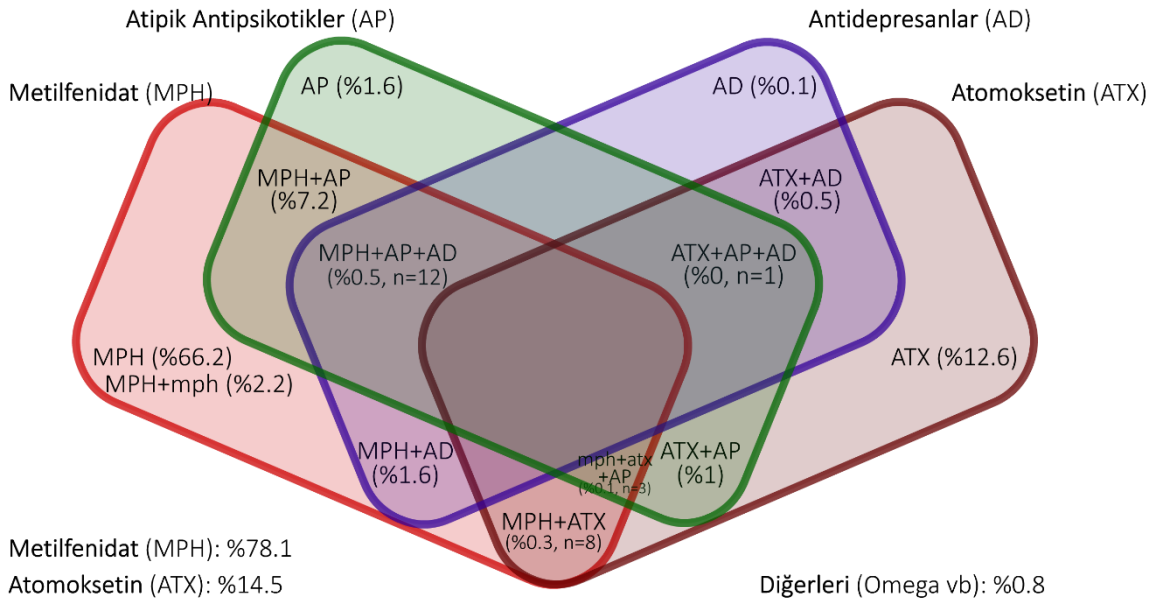 Atipik Antipsikotikler (AP)
Antidepresanlar (AD)
Metilfenidat (MPH)
Atomoksetin (ATX)
AP (%1.6)
AD (%0.1)
MPH+AP
(%7.2)
ATX+AD
(%0.5)
MPH+AP+AD
(%0.5, n=12)
ATX+AP+AD
(%0, n=1)
MPH (%66.2)
MPH+mph (%2.2)
ATX (%12.6)
MPH+AD
(%1.6)
mph+atx
+AP
(%0.1, n=3)
ATX+AP
(%1)
MPH+ATX
(%0.3, n=8)
Metilfenidat (MPH): %78.1
Atomoksetin (ATX): %14.5
Diğerleri (Omega vb): %0.8